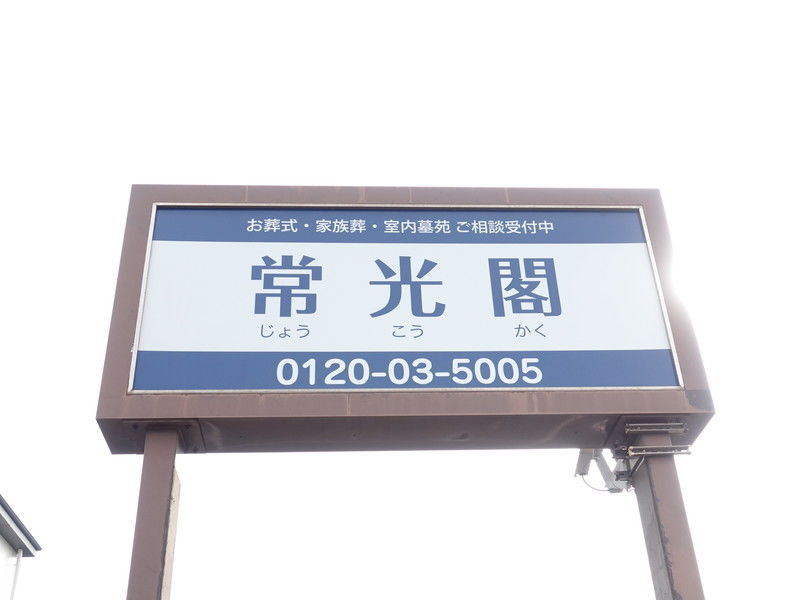 お葬式・家族葬・室内墓苑 ご相談受付中
常光閣
じょう こう かく
0120-03-5005